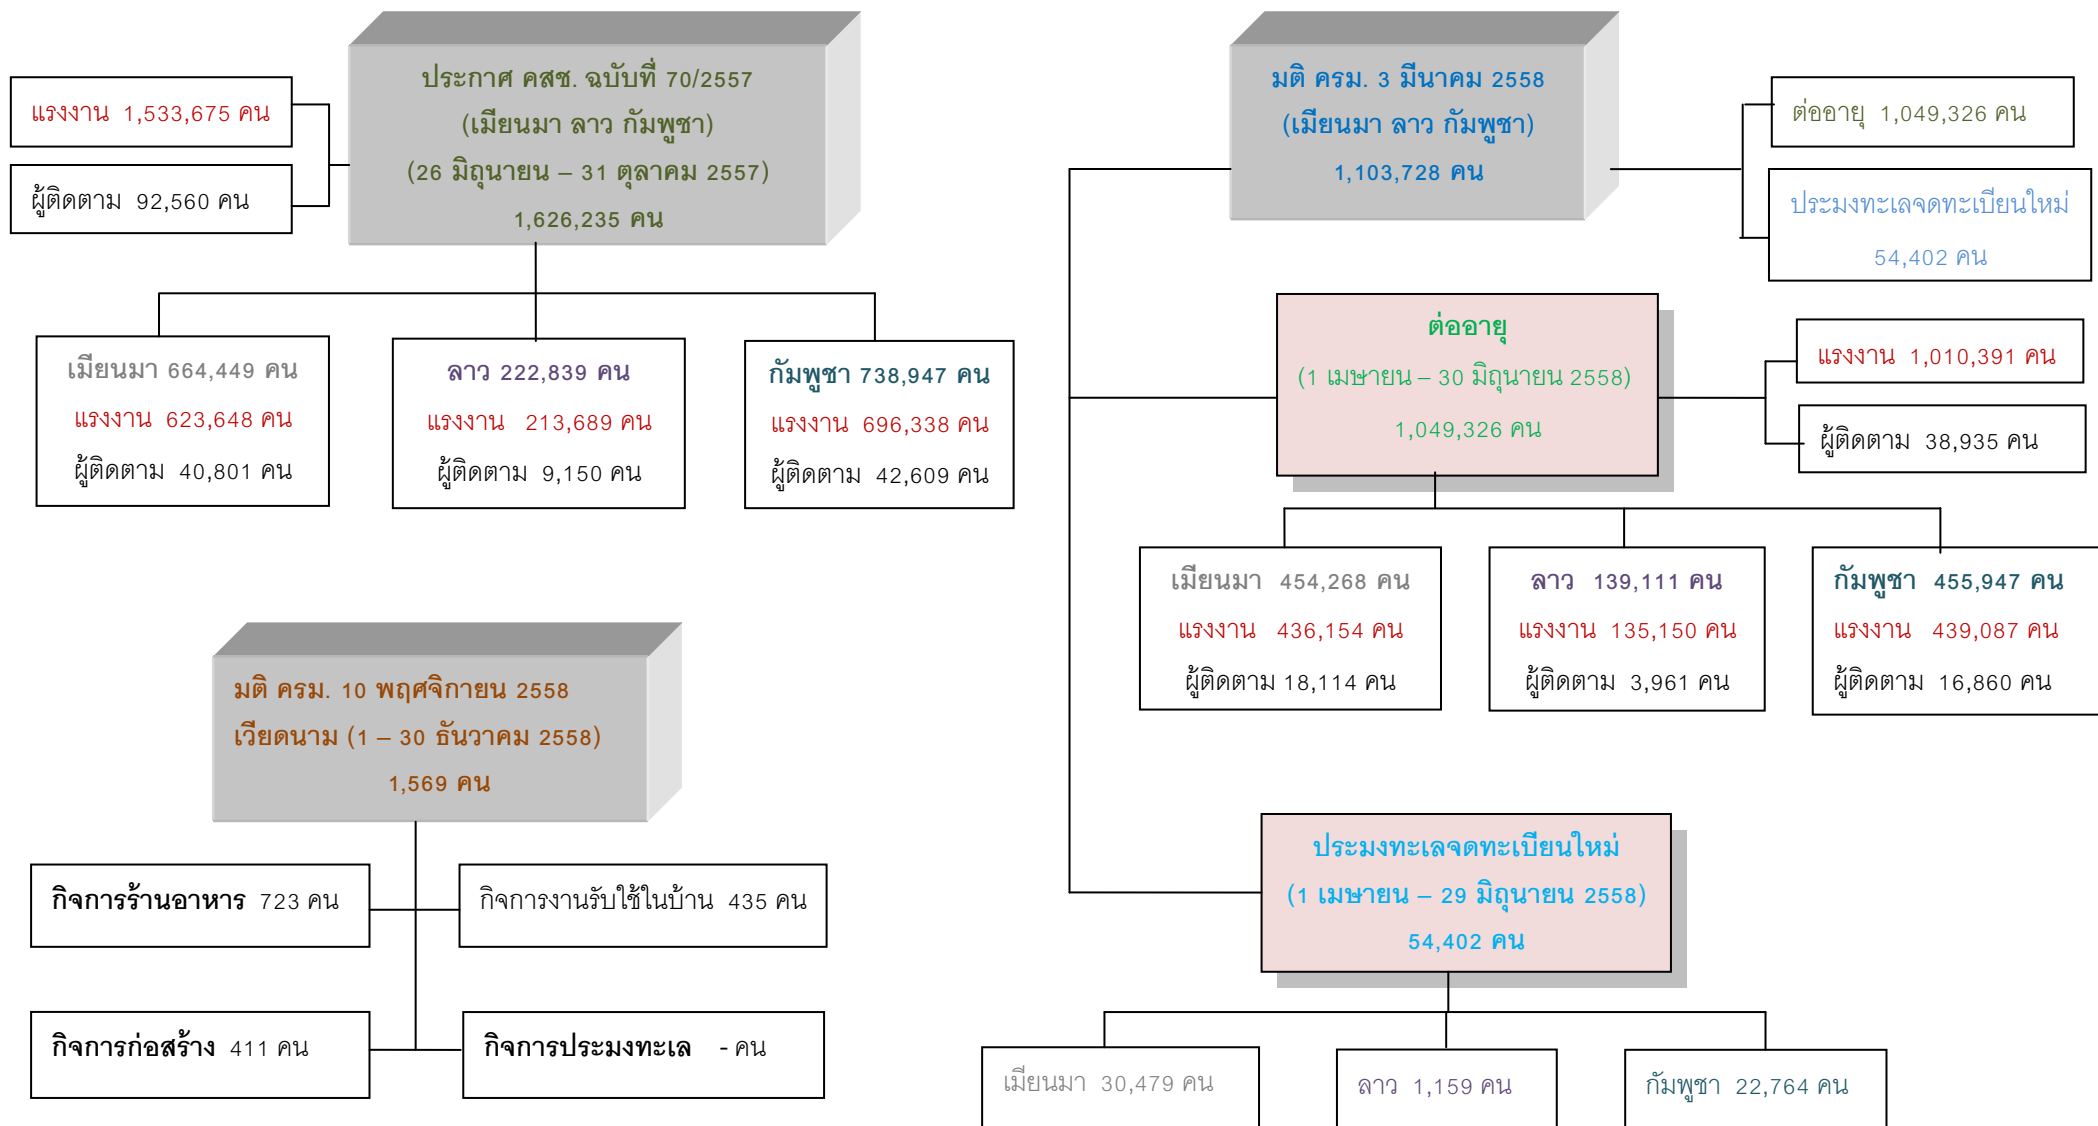 ประกาศ คสช. ฉบับที่ 70/2557
(เมียนมา ลาว กัมพูชา)
(26 มิถุนายน – 31 ตุลาคม 2557)
1,626,235 คน
แรงงาน 1,533,675 คน
ผู้ติดตาม 92,560 คน
เมียนมา 664,449 คน
แรงงาน 623,648 คน
ผู้ติดตาม 40,801 คน
ลาว 222,839 คน
แรงงาน 213,689 คน
ผู้ติดตาม 9,150 คน
กัมพูชา 738,947 คน
แรงงาน 696,338 คน
ผู้ติดตาม 42,609 คน
มติ ครม. 10 พฤศจิกายน 2558
เวียดนาม (1 – 30 ธันวาคม 2558)
1,569 คน
กิจการร้านอาหาร 723 คน
กิจการงานรับใช้ในบ้าน 435 คน
กิจการก่อสร้าง 411 คน
กิจการประมงทะเล - คน
มติ ครม. 3 มีนาคม 2558
(เมียนมา ลาว กัมพูชา)
1,103,728 คน
ต่ออายุ 1,049,326 คน
ประมงทะเลจดทะเบียนใหม่
54,402 คน
ต่ออายุ
(1 เมษายน – 30 มิถุนายน 2558)
1,049,326 คน
แรงงาน 1,010,391 คน
ผู้ติดตาม 38,935 คน
เมียนมา 454,268 คน
แรงงาน 436,154 คน
ผู้ติดตาม 18,114 คน
ลาว 139,111 คน
แรงงาน 135,150 คน
ผู้ติดตาม 3,961 คน
กัมพูชา 455,947 คน
แรงงาน 439,087 คน
ผู้ติดตาม 16,860 คน
ประมงทะเลจดทะเบียนใหม่
(1 เมษายน – 29 มิถุนายน 2558)
54,402 คน
เมียนมา 30,479 คน
ลาว 1,159 คน
กัมพูชา 22,764 คน